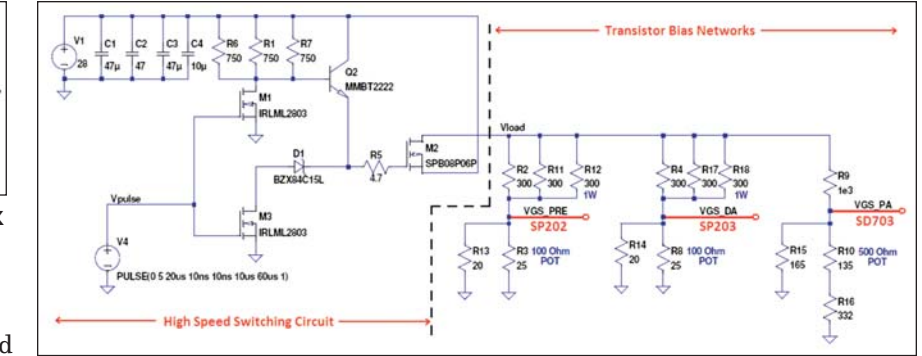 Transistor Bias Networks
V1
28
C1
47µ
C2
47
C3
47µ
C4
10µ
R6
750
R1
750
R7
750
Q2
MMBT2222
M1
IRLML2803
D1
BZX84C15L
R5
4.7
M2
SPB08P06P
Vload
Vpulse
M3
IRLML2803
V4
PULSE(0 5 20us 10ns 10ns 10us 60us 1)
R2
300
R11
300
R12
300
1W
R4
300
R17
300
R18
300
1W
R9
1e3
VGS_PRE
SP202
VGS_DA
SP203
VGS_PA
SD703
R13
20
R3
25
100 Ohm
POT
R14
20
R8
25
100 Ohm
POT
R15
165
R10
135
500 Ohm
POT
R16
332
High Speed Switching Circuit
x
d